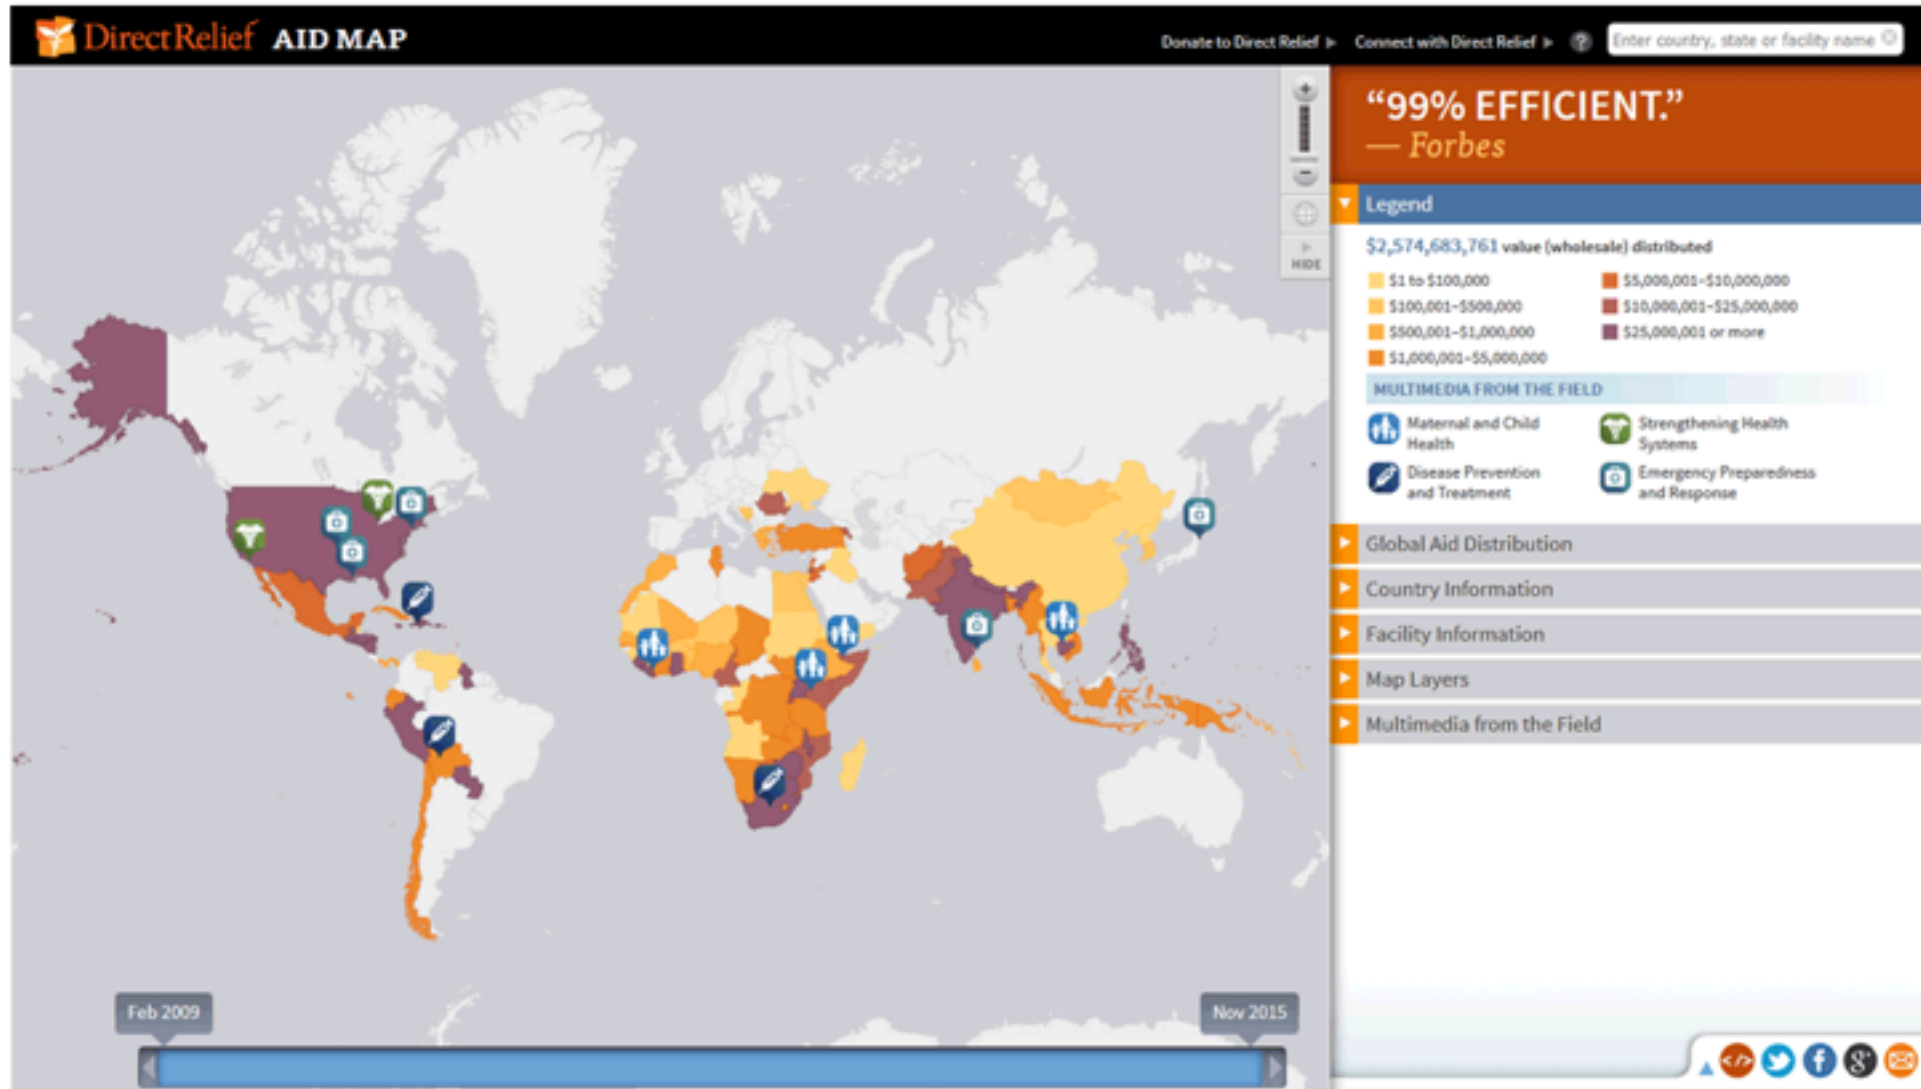 DirectRelief AID MAP
Donate to Direct Relief
Connect with Direct Relief
?
Enter country, state or facility name
+
−
HIDE
“99% EFFICIENT.”
— Forbes
Legend
$2,574,683,761 value (wholesale) distributed
$1 to $100,000
$100,001–$500,000
$500,001–$1,000,000
$1,000,001–$5,000,000
$5,000,001–$10,000,000
$10,000,001–$25,000,000
$25,000,001 or more
MULTIMEDIA FROM THE FIELD
Maternal and Child
Health
Strengthening Health
Systems
Disease Prevention
and Treatment
Emergency Preparedness
and Response
Global Aid Distribution
Country Information
Facility Information
Map Layers
Multimedia from the Field
Feb 2009
Nov 2015